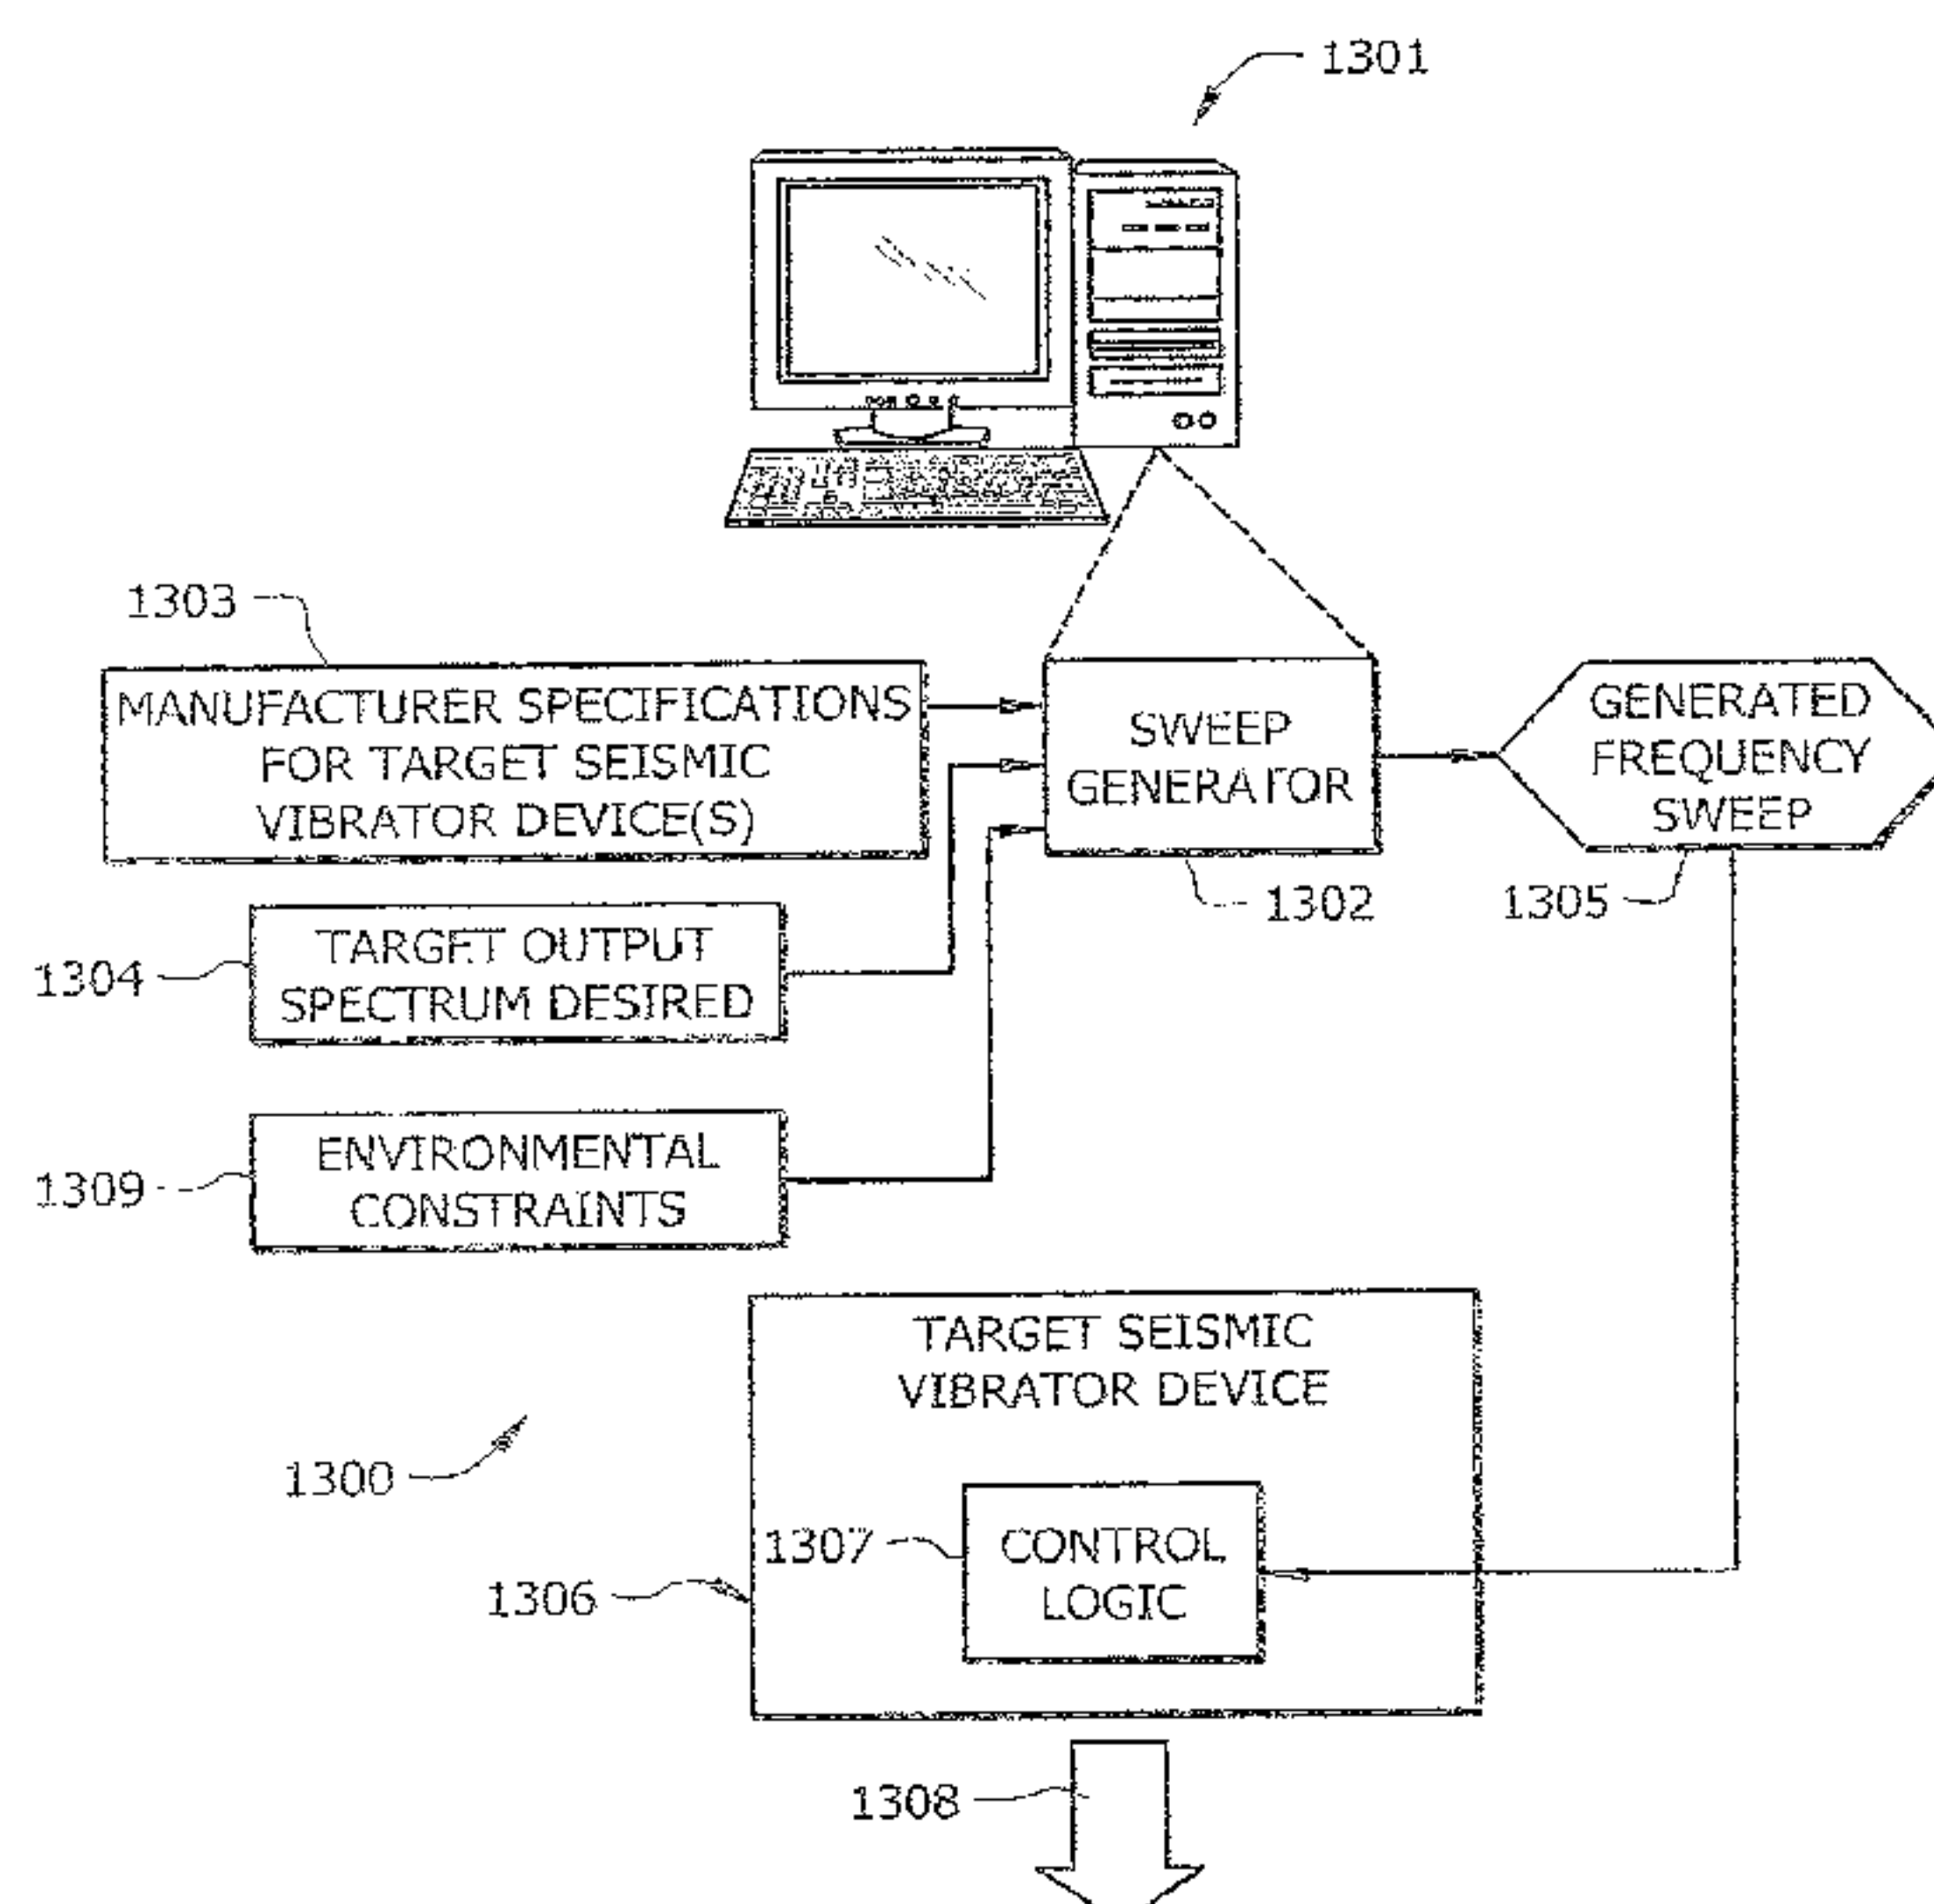 1301
1303
MANUFACTURER SPECIFICATIONS
FOR TARGET SEISMIC
VIBRATOR DEVICE(S)
SWEEP
GENERATOR
1302
GENERATED
FREQUENCY
SWEEP
1305
1304
TARGET OUTPUT
SPECTRUM DESIRED
1309
ENVIRONMENTAL
CONSTRAINTS
TARGET SEISMIC
VIBRATOR DEVICE
1300
1307
CONTROL
LOGIC
1306
1308